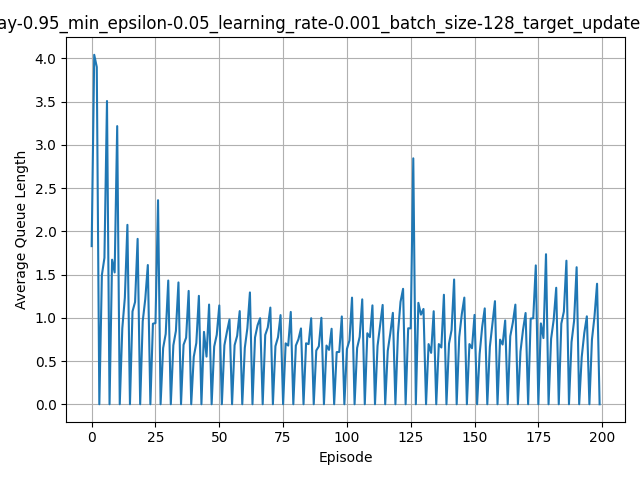 ay-0.95_min_epsilon-0.05_learning_rate-0.001_batch_size-128_target_update
4.0
3.5
3.0
2.5
2.0
1.5
1.0
0.5
0.0
Average Queue Length
0 25 50 75 100 125 150 175 200
Episode